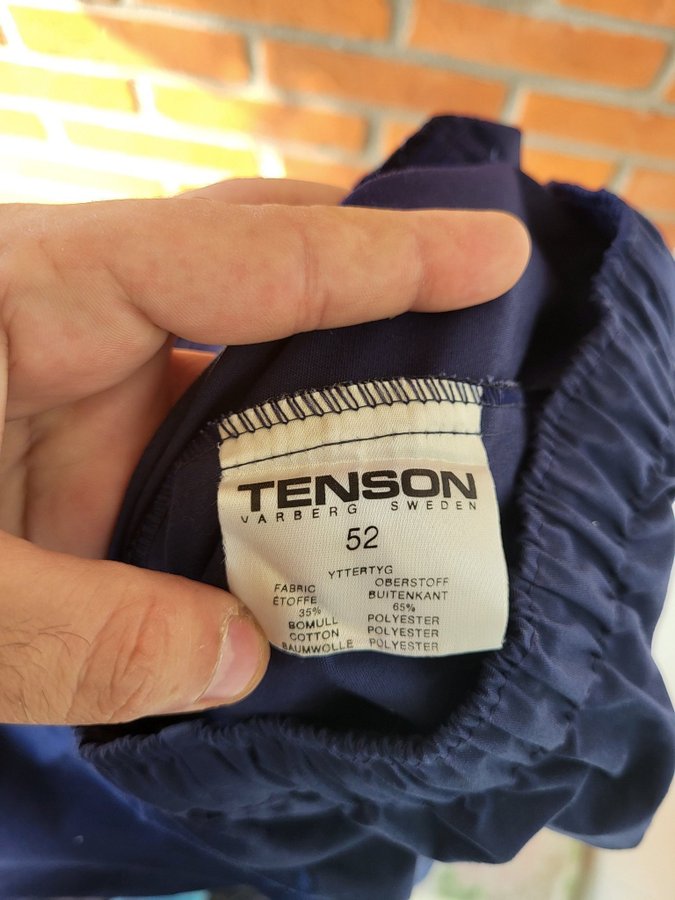 TENSON
VARBERG SWEDEN
52
YTTERTYG
FABRIC OBERSTOFF
ÉTOFFE BUITENKANT
35% 65%
BOMULL POLYESTER
COTTON POLYESTER
BAUMWOLLE POLYESTER